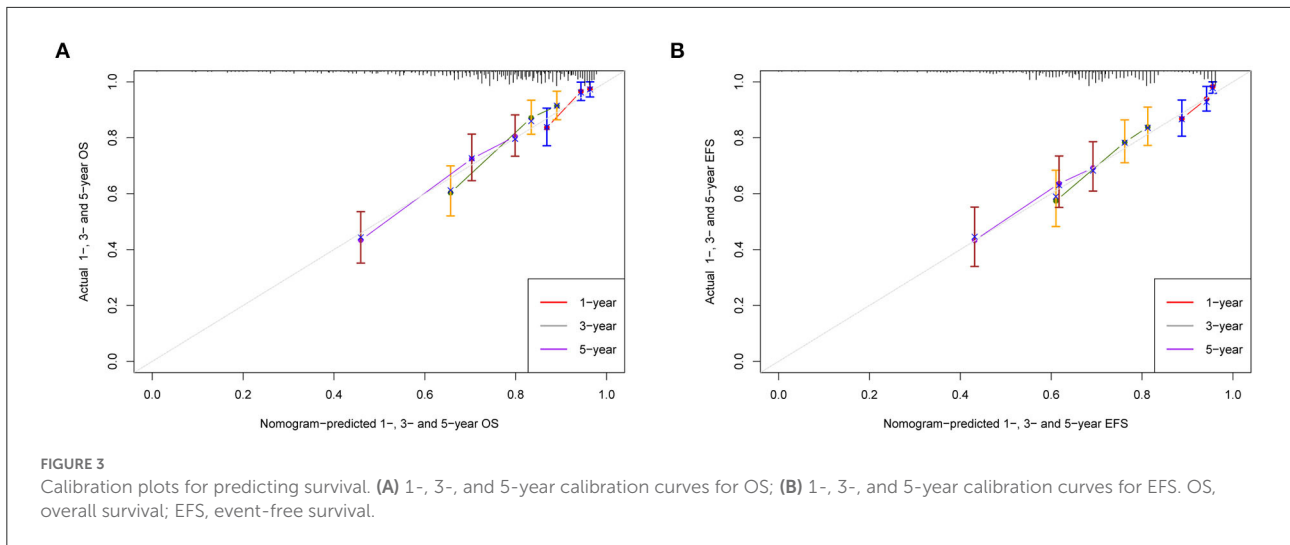 A
B
Actual 1-, 3- and 5-year OS
1.0
0.8
0.6
0.4
0.2
0.0
1-year
3-year
5-year
0.0 0.2 0.4 0.6 0.8 1.0
Nomogram-predicted 1-, 3- and 5-year OS
Actual 1-, 3- and 5-year EFS
1.0
0.8
0.6
0.4
0.2
0.0
1-year
3-year
5-year
0.0 0.2 0.4 0.6 0.8 1.0
Nomogram-predicted 1-, 3- and 5-year EFS
FIGURE 3
Calibration plots for predicting survival. (A) 1-, 3-, and 5-year calibration curves for OS; (B) 1-, 3-, and 5-year calibration curves for EFS. OS,
overall survival; EFS, event-free survival.